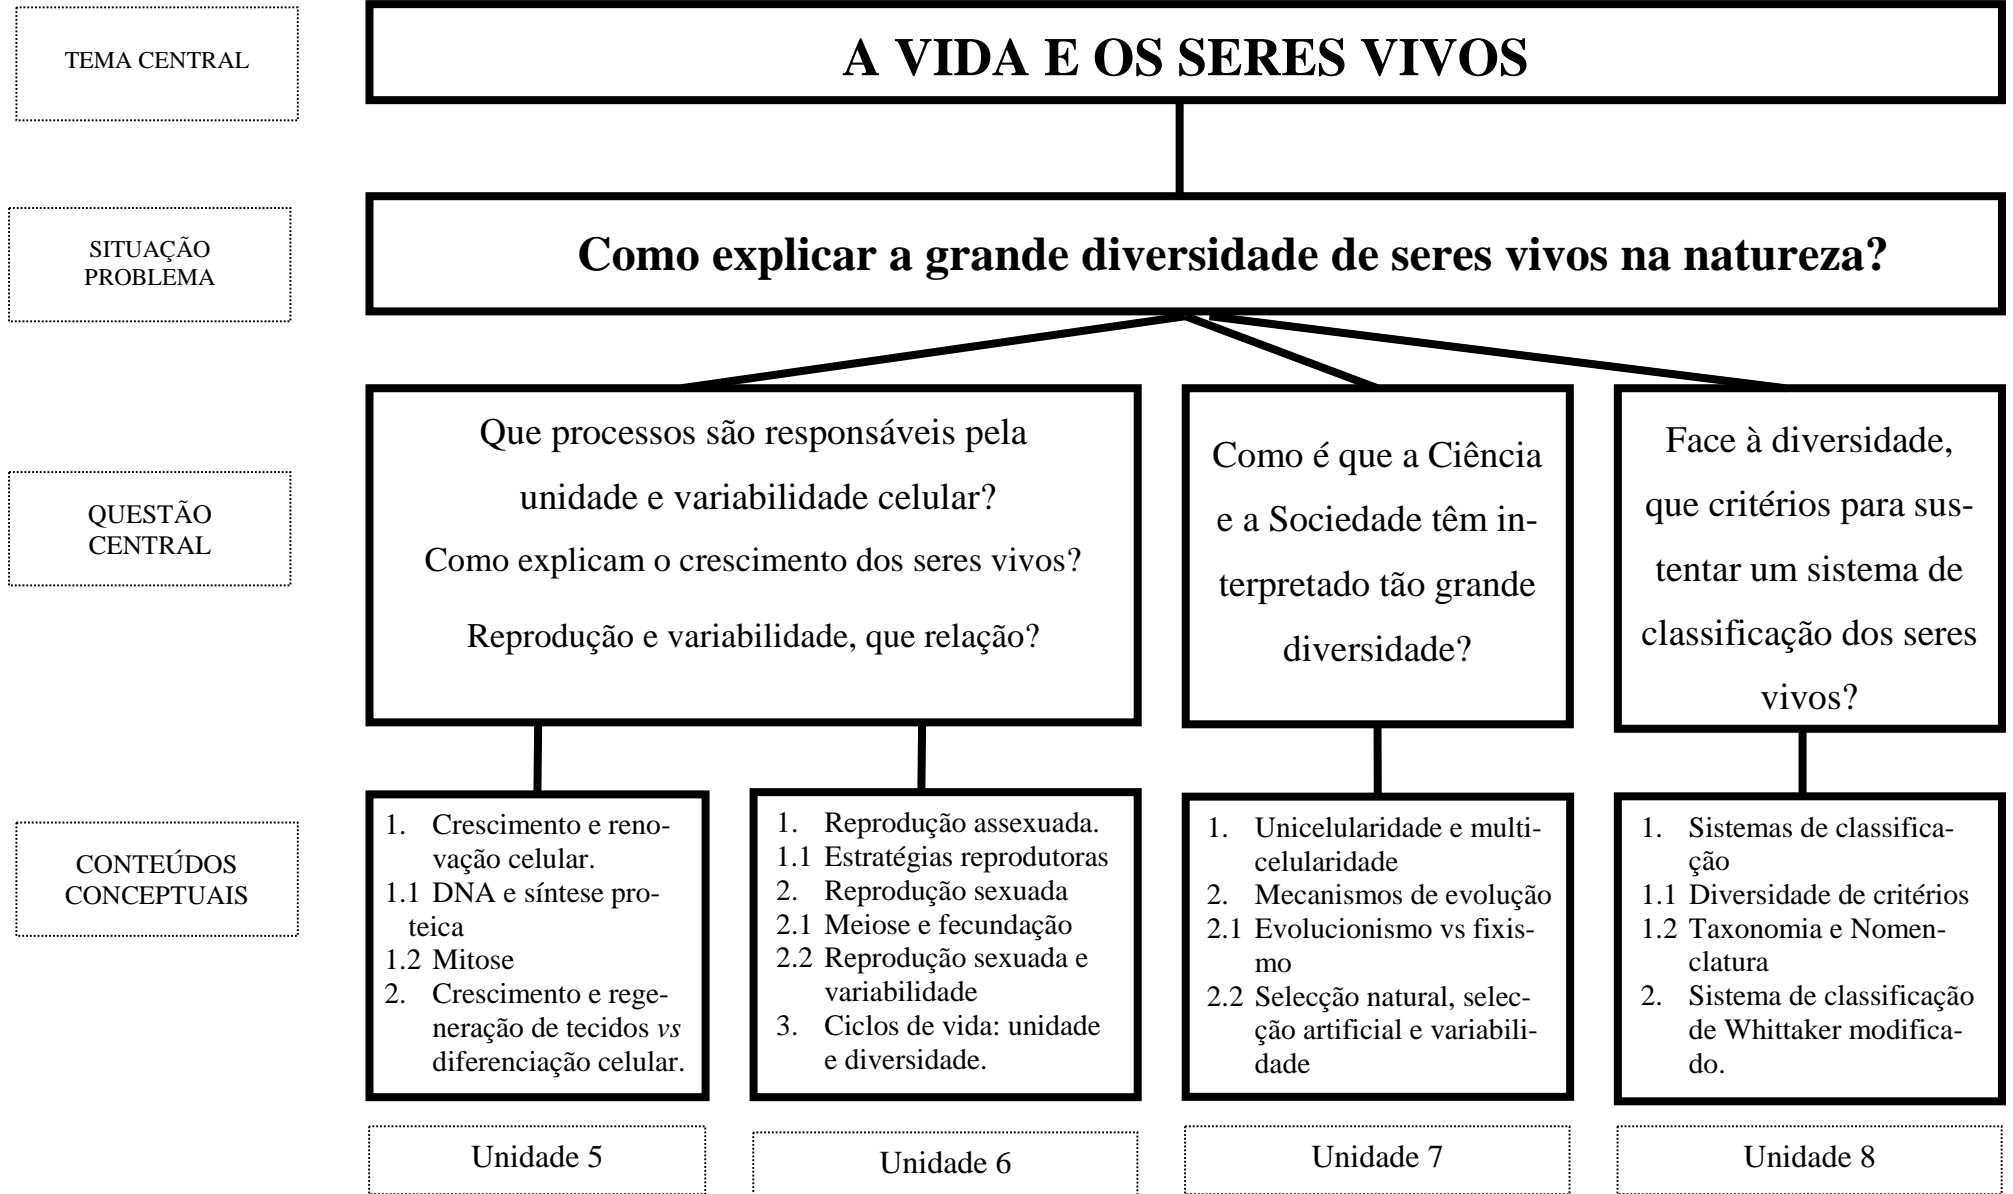 TEMA CENTRAL
A VIDA E OS SERES VIVOS
SITUAÇÃO
PROBLEMA
Como explicar a grande diversidade de seres vivos na natureza?
QUESTÃO
CENTRAL
Que processos são responsáveis pela
unidade e variabilidade celular?
Como explicam o crescimento dos seres vivos?
Reprodução e variabilidade, que relação?
Como é que a Ciência
e a Sociedade têm in-
terpretado tão grande
diversidade?
Face à diversidade,
que critérios para sus-
tentar um sistema de
classificação dos seres
vivos?
CONTEÚDOS
CONCEPTUAIS
1. Crescimento e reno-
vação celular.
1.1 DNA e síntese pro-
teica
1.2 Mitose
2. Crescimento e rege-
neração de tecidos vs
diferenciação celular.
1. Reprodução assexuada.
1.1 Estratégias reprodutoras
2. Reprodução sexuada
2.1 Meiose e fecundação
2.2 Reprodução sexuada e
variabilidade
3. Ciclos de vida: unidade
e diversidade.
1. Unicelularidade e multi-
celularidade
2. Mecanismos de evolução
2.1 Evolucionismo vs fixis-
mo
2.2 Selecção natural, selec-
ção artificial e variabili-
dade
1. Sistemas de classifica-
ção
1.1 Diversidade de critérios
1.2 Taxonomia e Nomen-
clatura
2. Sistema de classificação
de Whittaker modifica-
do.
Unidade 5
Unidade 6
Unidade 7
Unidade 8